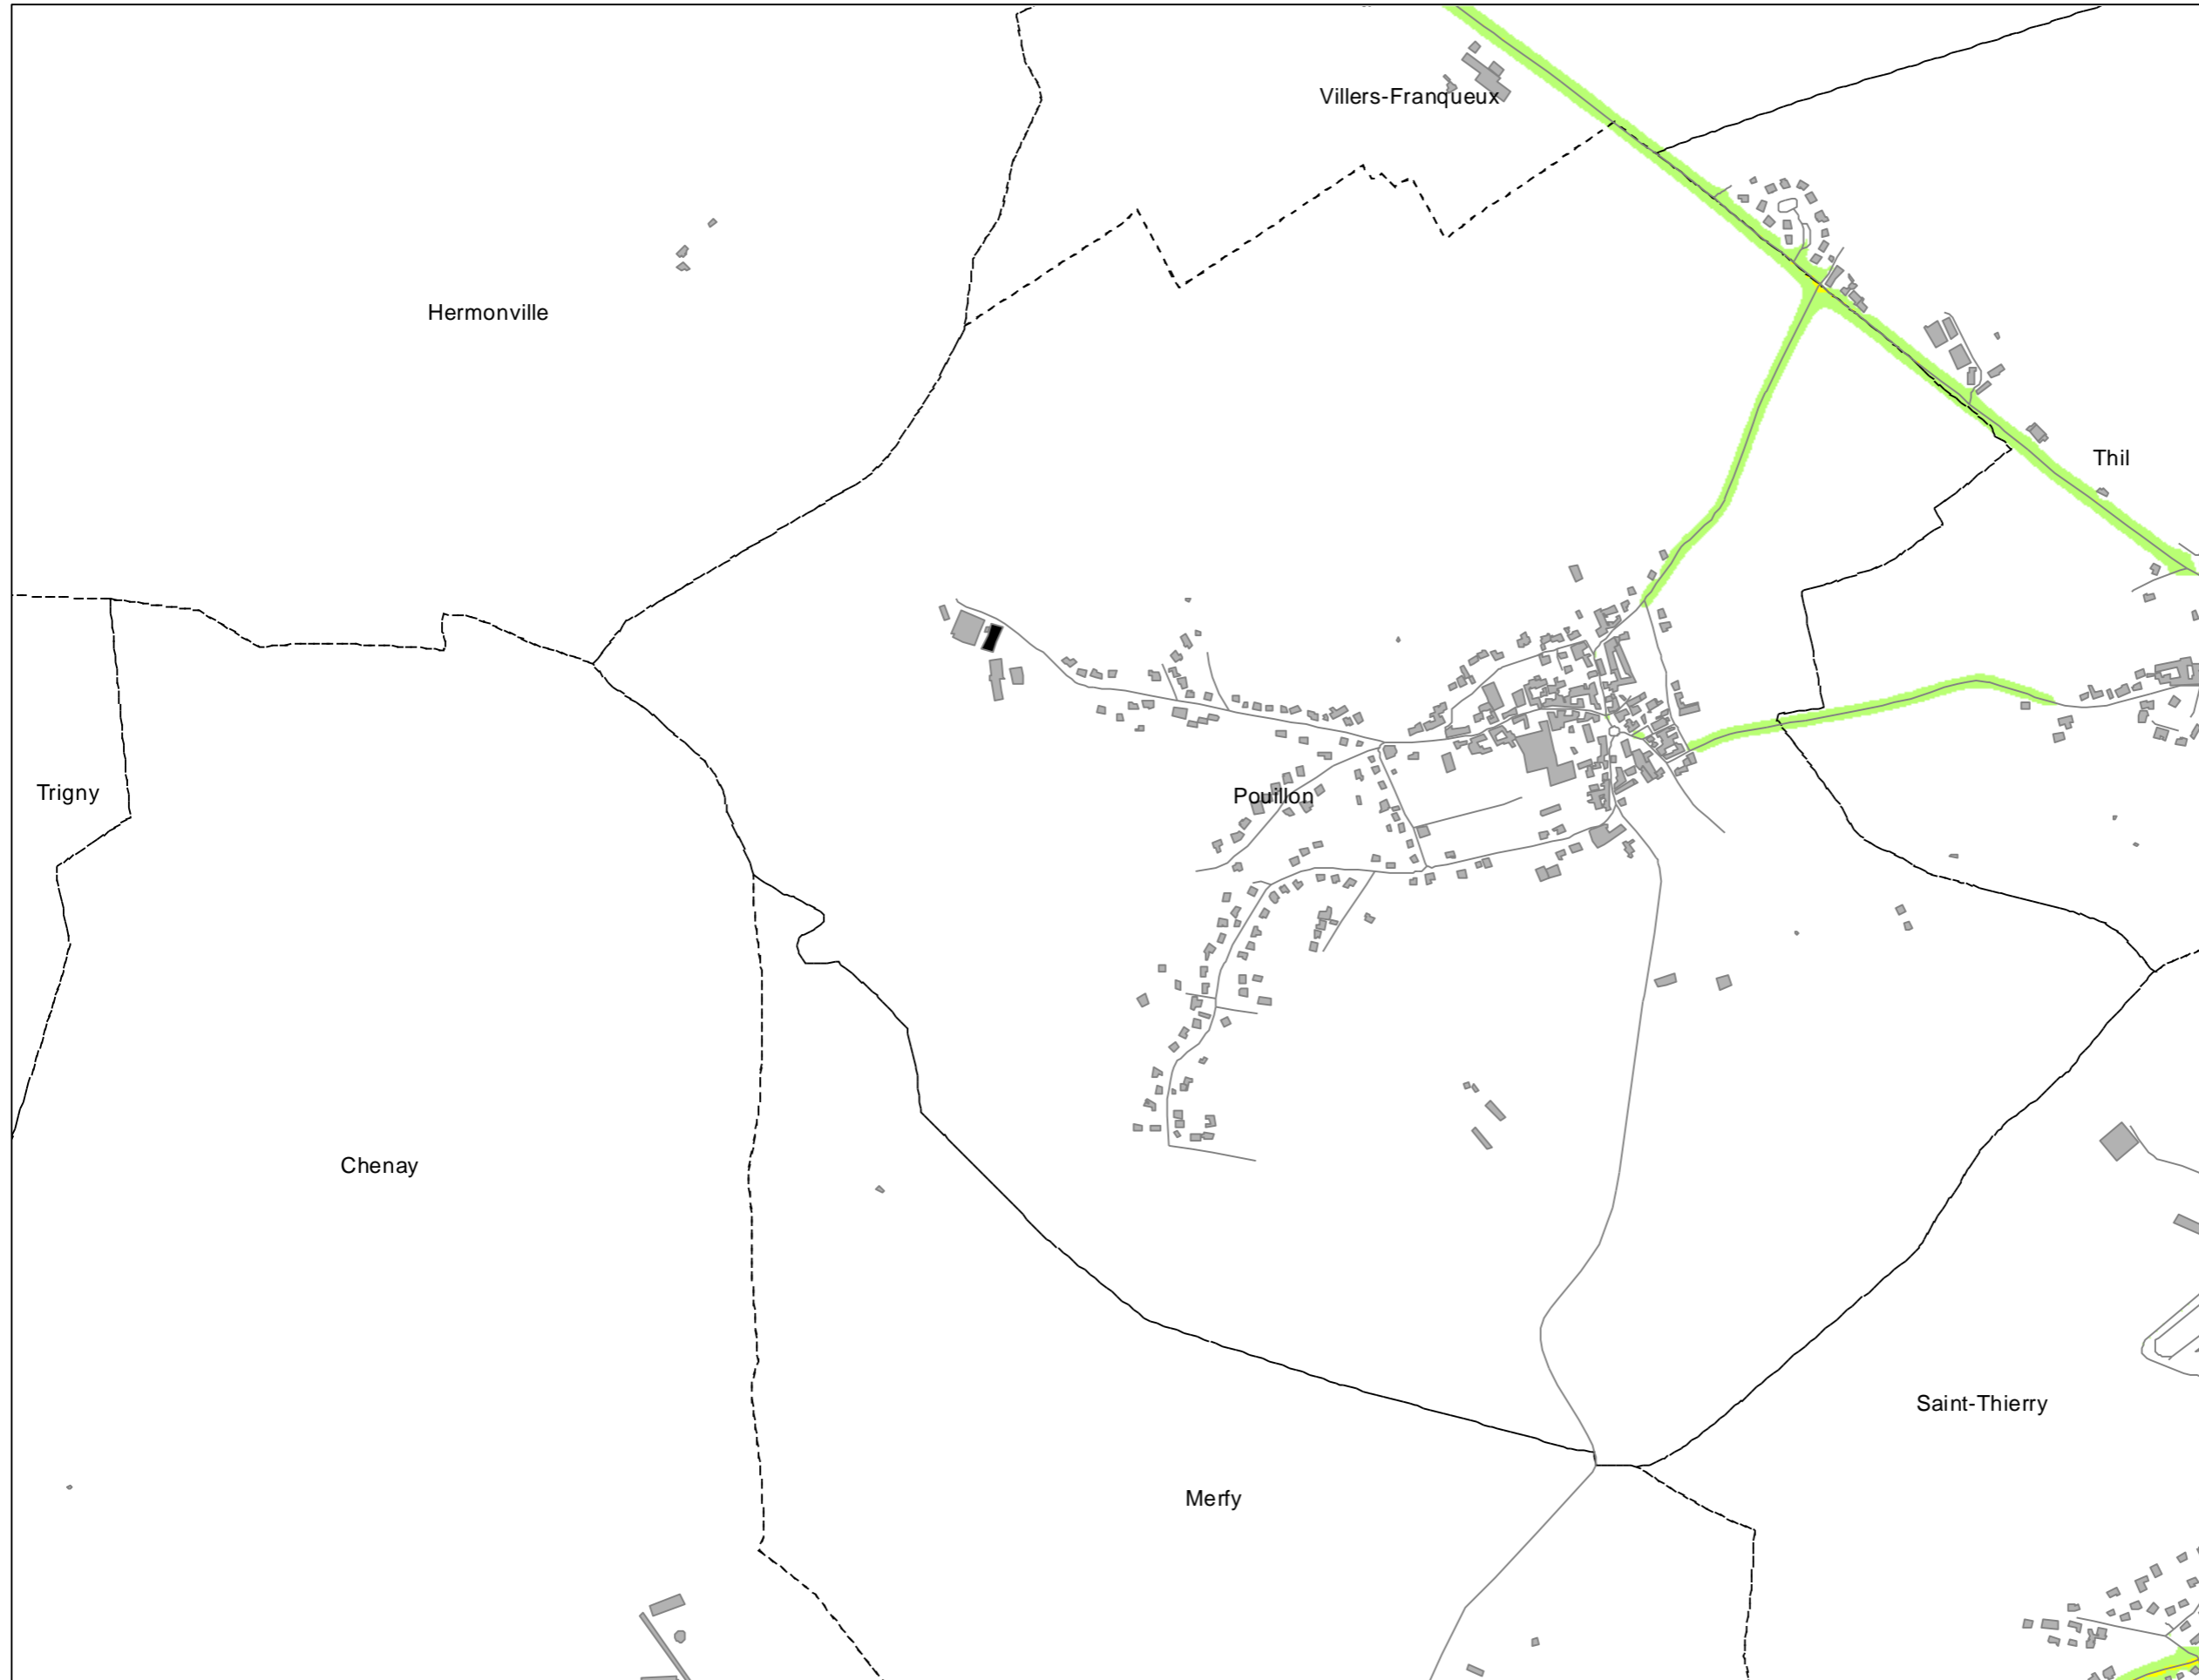 Villers-Franqueux
Hermonville
Thil
Trigny
Pouillon
Chenay
Saint-Thierry
Merfy